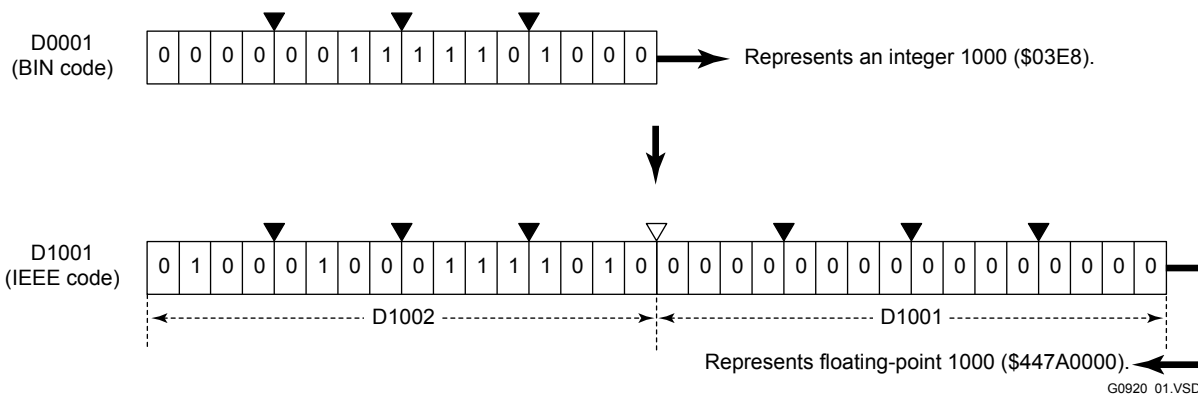 D0001
(BIN code)
0 0 0 0 0 0 1 1 1 1 1 0 1 0 0 0
Represents an integer 1000 ($03E8).
D1001
(IEEE code)
0 1 0 0 0 1 0 0 0 1 1 1 1 0 1 0 0 0 0 0 0 0 0 0 0 0 0 0 0 0 0 0
D1002
D1001
Represents floating-point 1000 ($447A0000).
G0920_01.VSD